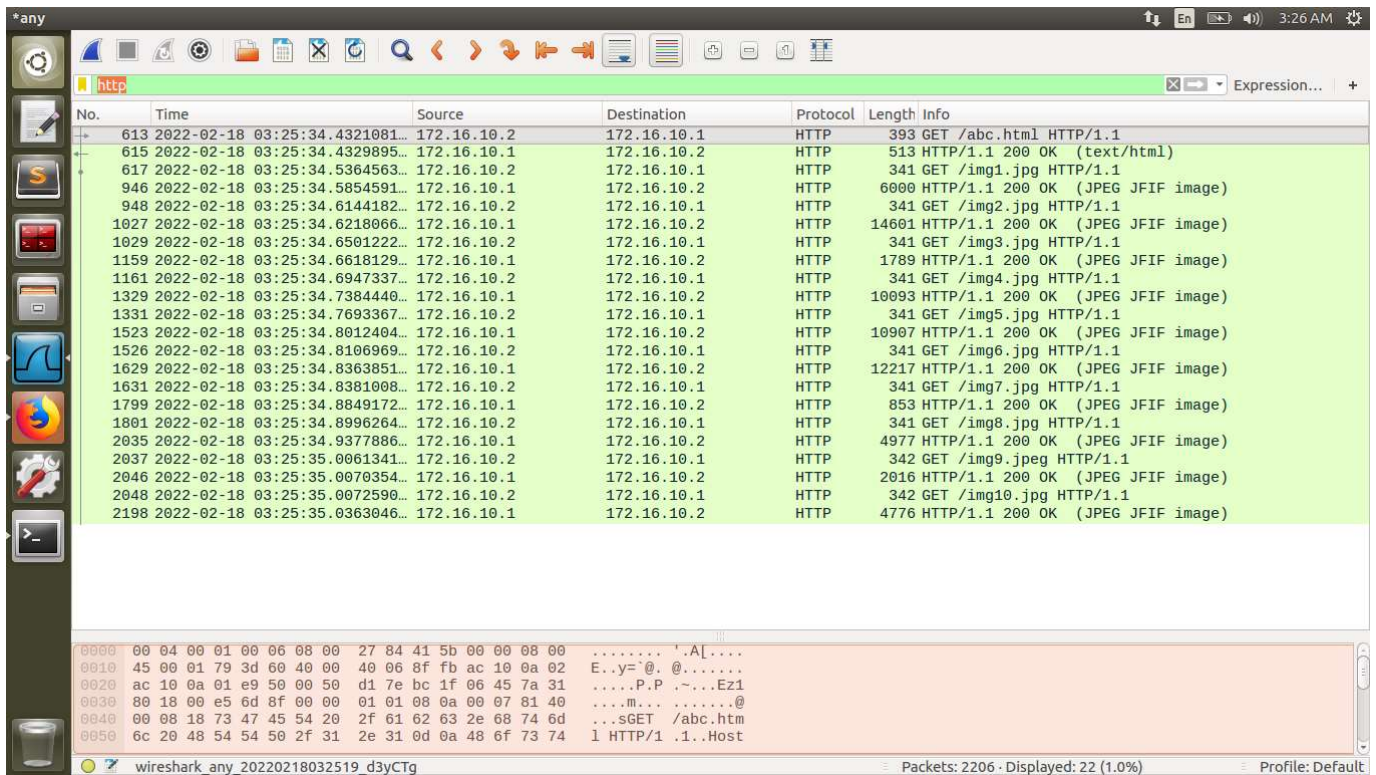 *any
En
3:26 AM
http
Expression...
+
No. Time Source Destination Protocol Length Info
613 2022-02-18 03:25:34.4321081… 172.16.10.2 172.16.10.1 HTTP 393 GET /abc.html HTTP/1.1
615 2022-02-18 03:25:34.4329895… 172.16.10.1 172.16.10.2 HTTP 513 HTTP/1.1 200 OK (text/html)
617 2022-02-18 03:25:34.5364563… 172.16.10.2 172.16.10.1 HTTP 341 GET /img1.jpg HTTP/1.1
946 2022-02-18 03:25:34.5854591… 172.16.10.1 172.16.10.2 HTTP 6000 HTTP/1.1 200 OK (JPEG JFIF image)
948 2022-02-18 03:25:34.6144182… 172.16.10.2 172.16.10.1 HTTP 341 GET /img2.jpg HTTP/1.1
1027 2022-02-18 03:25:34.6218066… 172.16.10.1 172.16.10.2 HTTP 14601 HTTP/1.1 200 OK (JPEG JFIF image)
1029 2022-02-18 03:25:34.6501222… 172.16.10.2 172.16.10.1 HTTP 341 GET /img3.jpg HTTP/1.1
1159 2022-02-18 03:25:34.6618129… 172.16.10.1 172.16.10.2 HTTP 1789 HTTP/1.1 200 OK (JPEG JFIF image)
1161 2022-02-18 03:25:34.6947337… 172.16.10.2 172.16.10.1 HTTP 341 GET /img4.jpg HTTP/1.1
1329 2022-02-18 03:25:34.7384440… 172.16.10.1 172.16.10.2 HTTP 10093 HTTP/1.1 200 OK (JPEG JFIF image)
1331 2022-02-18 03:25:34.7693367… 172.16.10.2 172.16.10.1 HTTP 341 GET /img5.jpg HTTP/1.1
1523 2022-02-18 03:25:34.8012404… 172.16.10.1 172.16.10.2 HTTP 10907 HTTP/1.1 200 OK (JPEG JFIF image)
1526 2022-02-18 03:25:34.8106969… 172.16.10.2 172.16.10.1 HTTP 341 GET /img6.jpg HTTP/1.1
1629 2022-02-18 03:25:34.8363851… 172.16.10.1 172.16.10.2 HTTP 12217 HTTP/1.1 200 OK (JPEG JFIF image)
1631 2022-02-18 03:25:34.8381008… 172.16.10.2 172.16.10.1 HTTP 341 GET /img7.jpg HTTP/1.1
1799 2022-02-18 03:25:34.8849172… 172.16.10.1 172.16.10.2 HTTP 853 HTTP/1.1 200 OK (JPEG JFIF image)
1801 2022-02-18 03:25:34.8996264… 172.16.10.2 172.16.10.1 HTTP 341 GET /img8.jpg HTTP/1.1
2035 2022-02-18 03:25:34.9377886… 172.16.10.1 172.16.10.2 HTTP 4977 HTTP/1.1 200 OK (JPEG JFIF image)
2037 2022-02-18 03:25:35.0061341… 172.16.10.2 172.16.10.1 HTTP 342 GET /img9.jpeg HTTP/1.1
2046 2022-02-18 03:25:35.0070354… 172.16.10.1 172.16.10.2 HTTP 2016 HTTP/1.1 200 OK (JPEG JFIF image)
2048 2022-02-18 03:25:35.0072590… 172.16.10.2 172.16.10.1 HTTP 342 GET /img10.jpg HTTP/1.1
2198 2022-02-18 03:25:35.0363046… 172.16.10.1 172.16.10.2 HTTP 4776 HTTP/1.1 200 OK (JPEG JFIF image)
0000 00 04 00 01 00 06 08 00 27 84 41 5b 00 00 08 00 ........ '.A[....
0010 45 00 01 79 3d 60 40 00 40 06 8f fb ac 10 0a 02 E..y=`@. @.......
0020 ac 10 0a 01 e9 50 00 50 d1 7e bc 1f 06 45 7a 31 .....P.P .~...Ez1
0030 80 18 00 e5 6d 8f 00 00 01 01 08 0a 00 07 81 40 ....m... .......@
0040 00 08 18 73 47 45 54 20 2f 61 62 63 2e 68 74 6d ...sGET /abc.htm
0050 6c 20 48 54 54 50 2f 31 2e 31 0d 0a 48 6f 73 74 l HTTP/1 .1..Host
wireshark_any_20220218032519_d3yCTg
Packets: 2206 · Displayed: 22 (1.0%)
Profile: Default